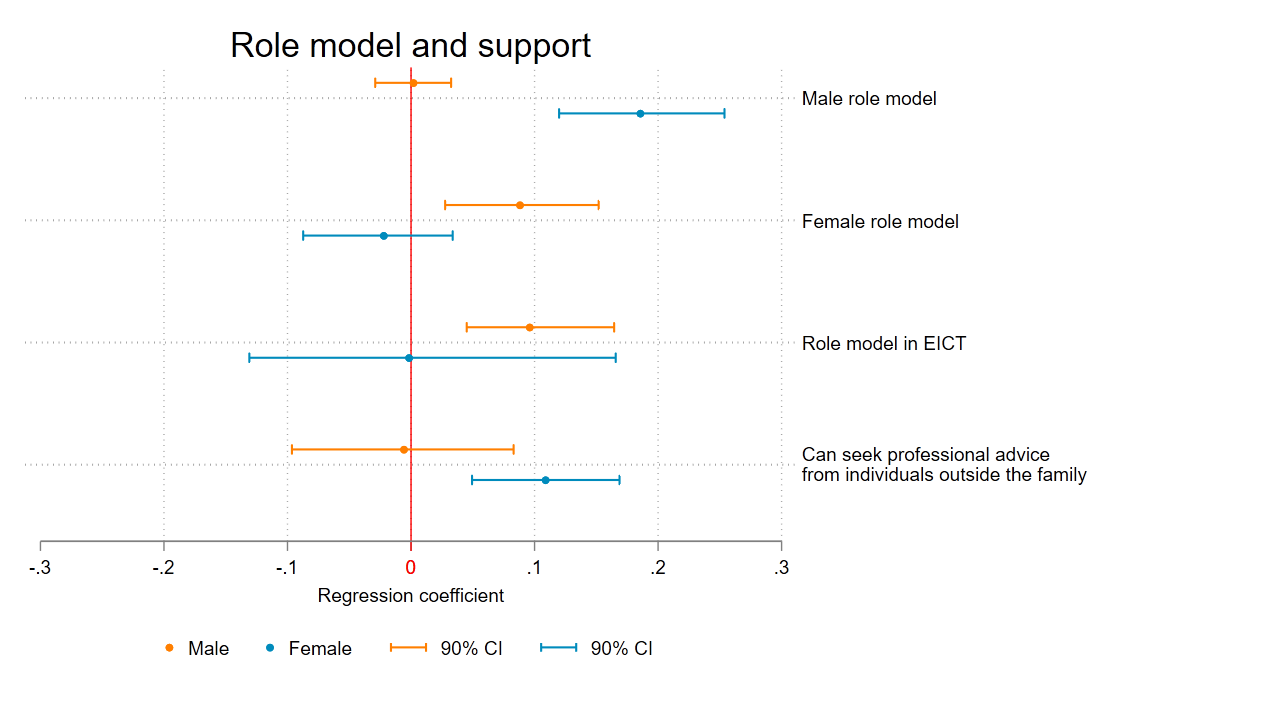 Role model and support
Male role model
Female role model
Role model in EICT
Can seek professional advice
from individuals outside the family
-.3 -.2 -.1 0 .1 .2 .3
Regression coefficient
Male Female 90% CI 90% CI